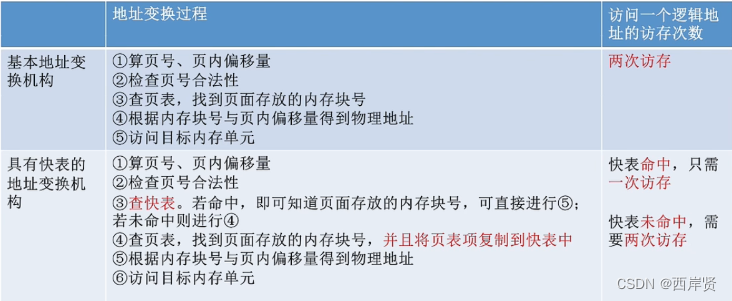 地址变换过程
访问一个逻辑地
址的访存次数
基本地址变
换机构
①算页号、页内偏移量
②检查页号合法性
③查页表，找到页面存放的内存块号
④根据内存块号与页内偏移量得到物理地址
⑤访问目标内存单元
两次访存
具有快表的
地址变换机
构
①算页号、页内偏移量
②检查页号合法性
③查快表。若命中，即可知道页面存放的内存块号，可直接进行⑤；
若未命中则进行④
④查页表，找到页面存放的内存块号，并且将页表项复制到快表中
⑤根据内存块号与页内偏移量得到物理地址
⑥访问目标内存单元
快表命中，只需
一次访存
快表未命中，需
要两次访存
CSDN @西岸贤